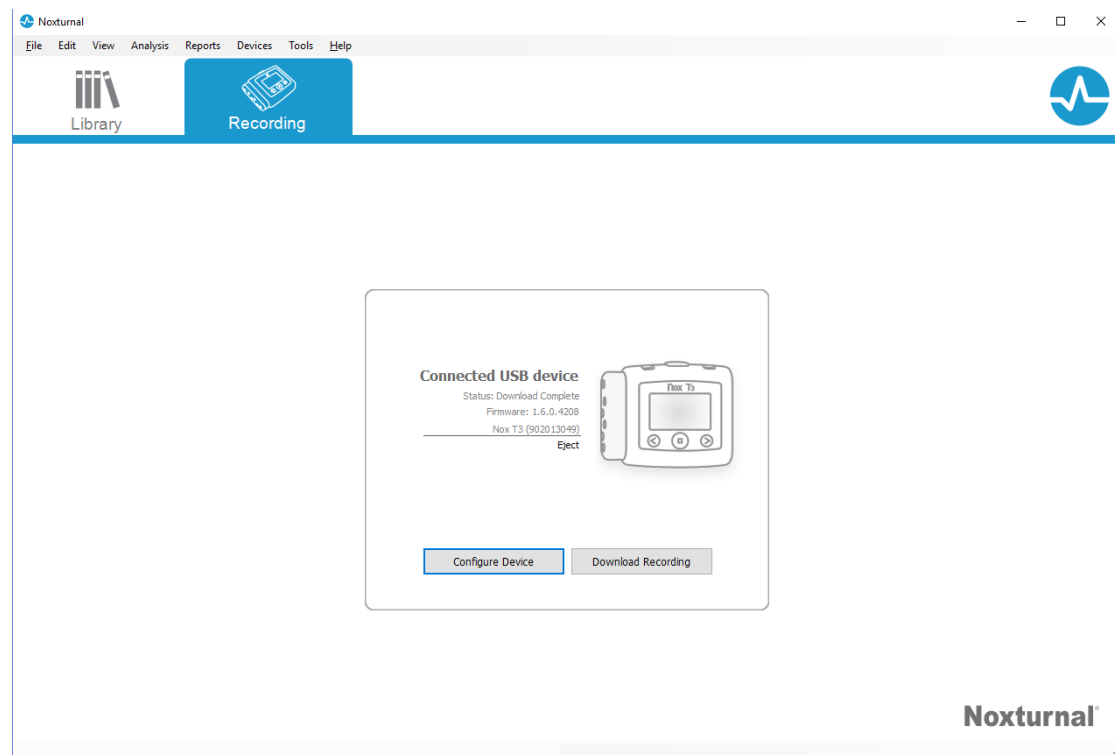 Noxturnal
File Edit View Analysis Reports Devices Tools Help
Library
Recording
Connected USB device
Status: Download Complete
Firmware: 1.6.0.4208
Nox T3 (902013049)
Eject
Nox T3
Configure Device
Download Recording
Noxturnal®